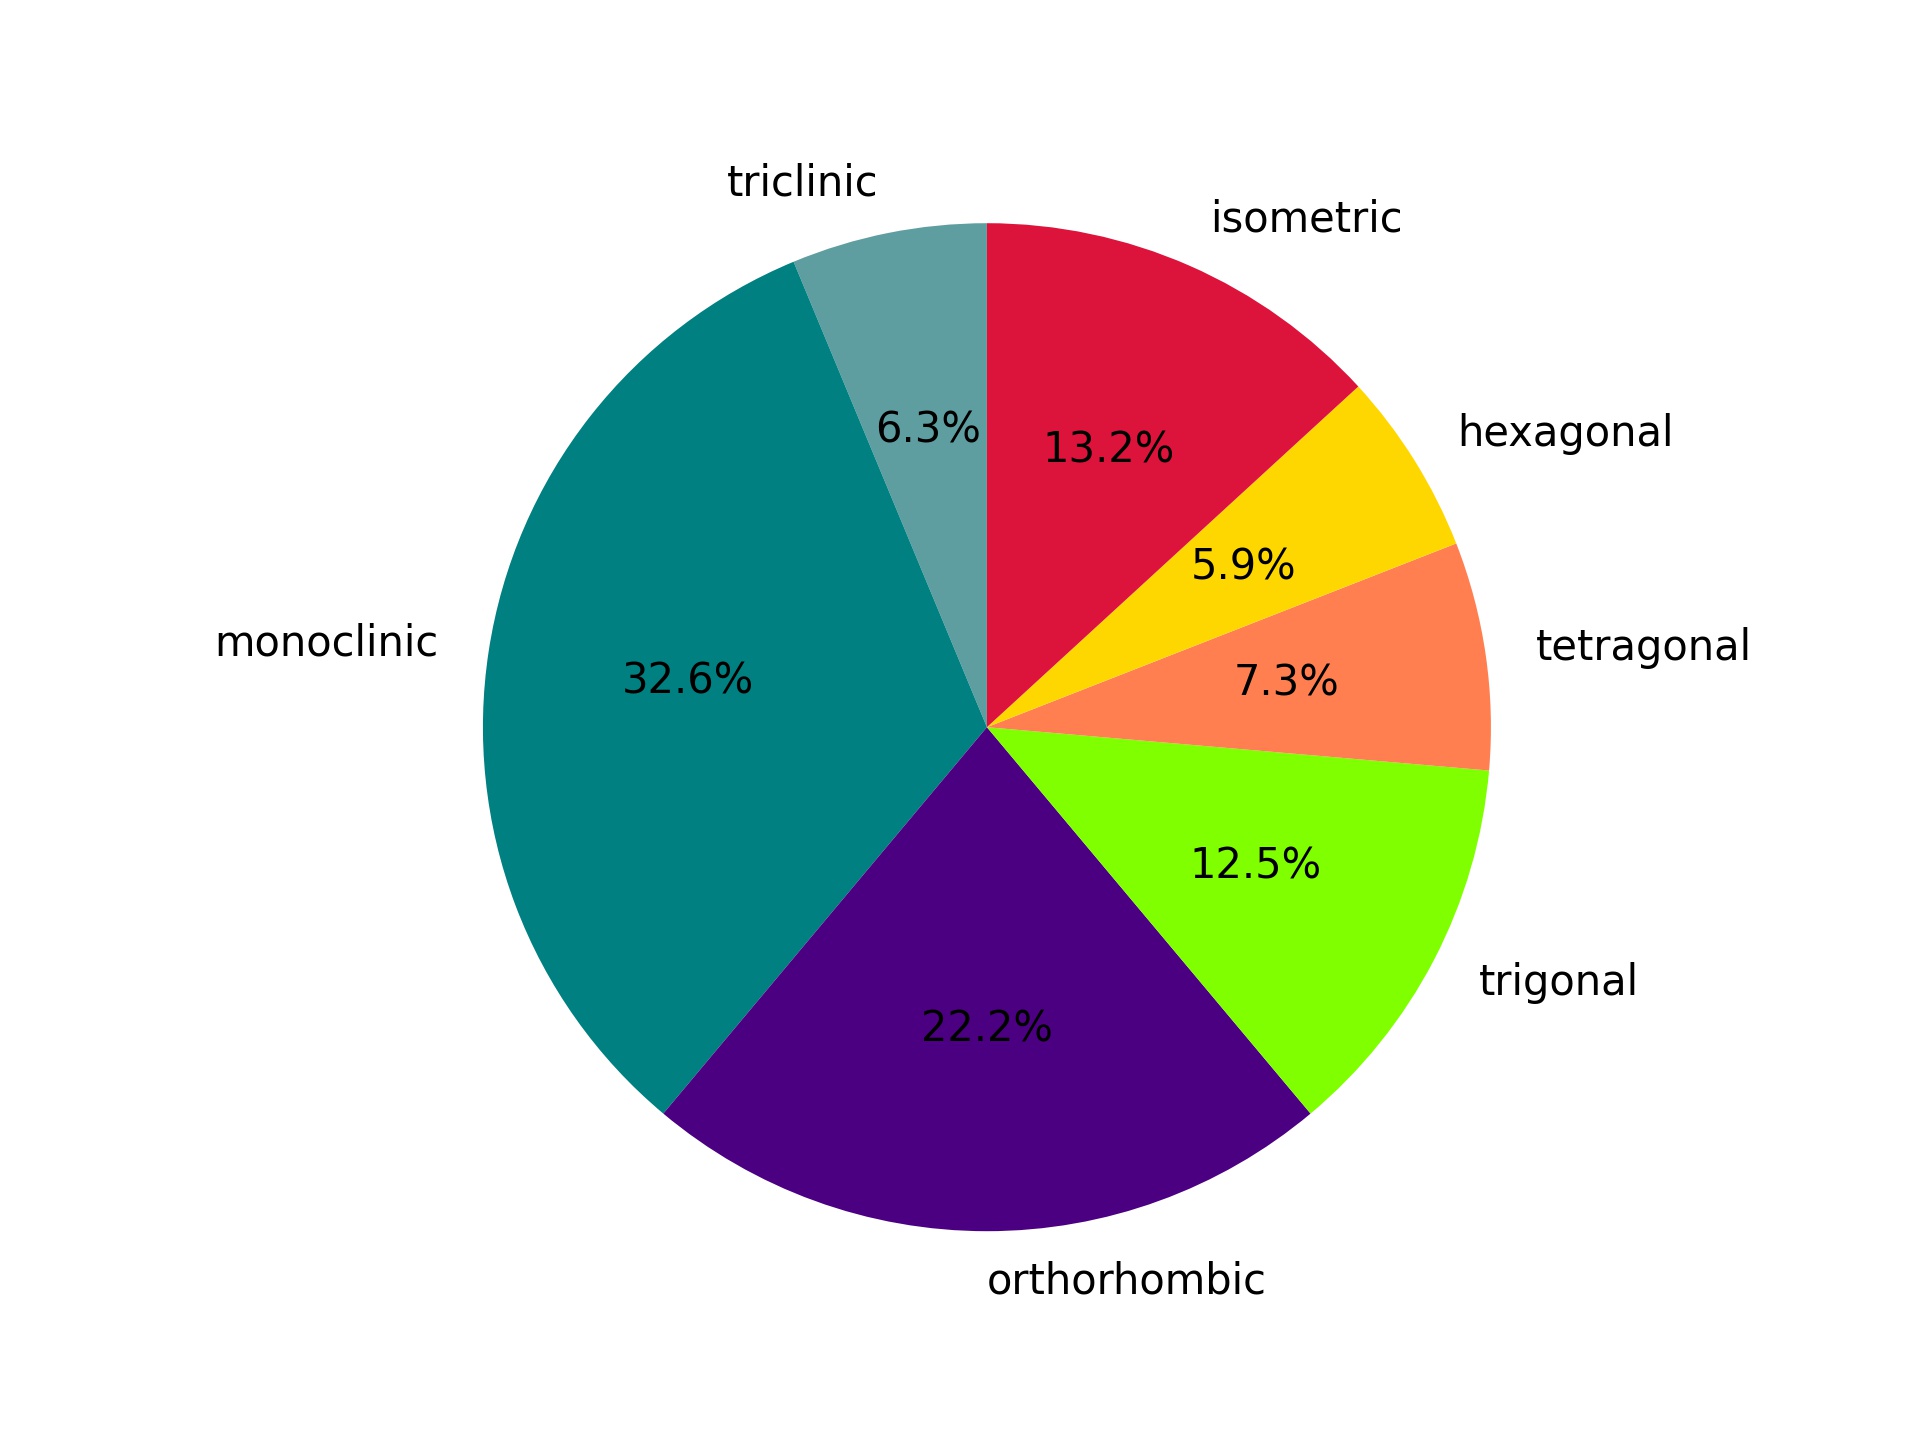 triclinic
isometric
hexagonal
6.3%
13.2%
5.9%
monoclinic
32.6%
7.3%
tetragonal
12.5%
trigonal
22.2%
orthorhombic